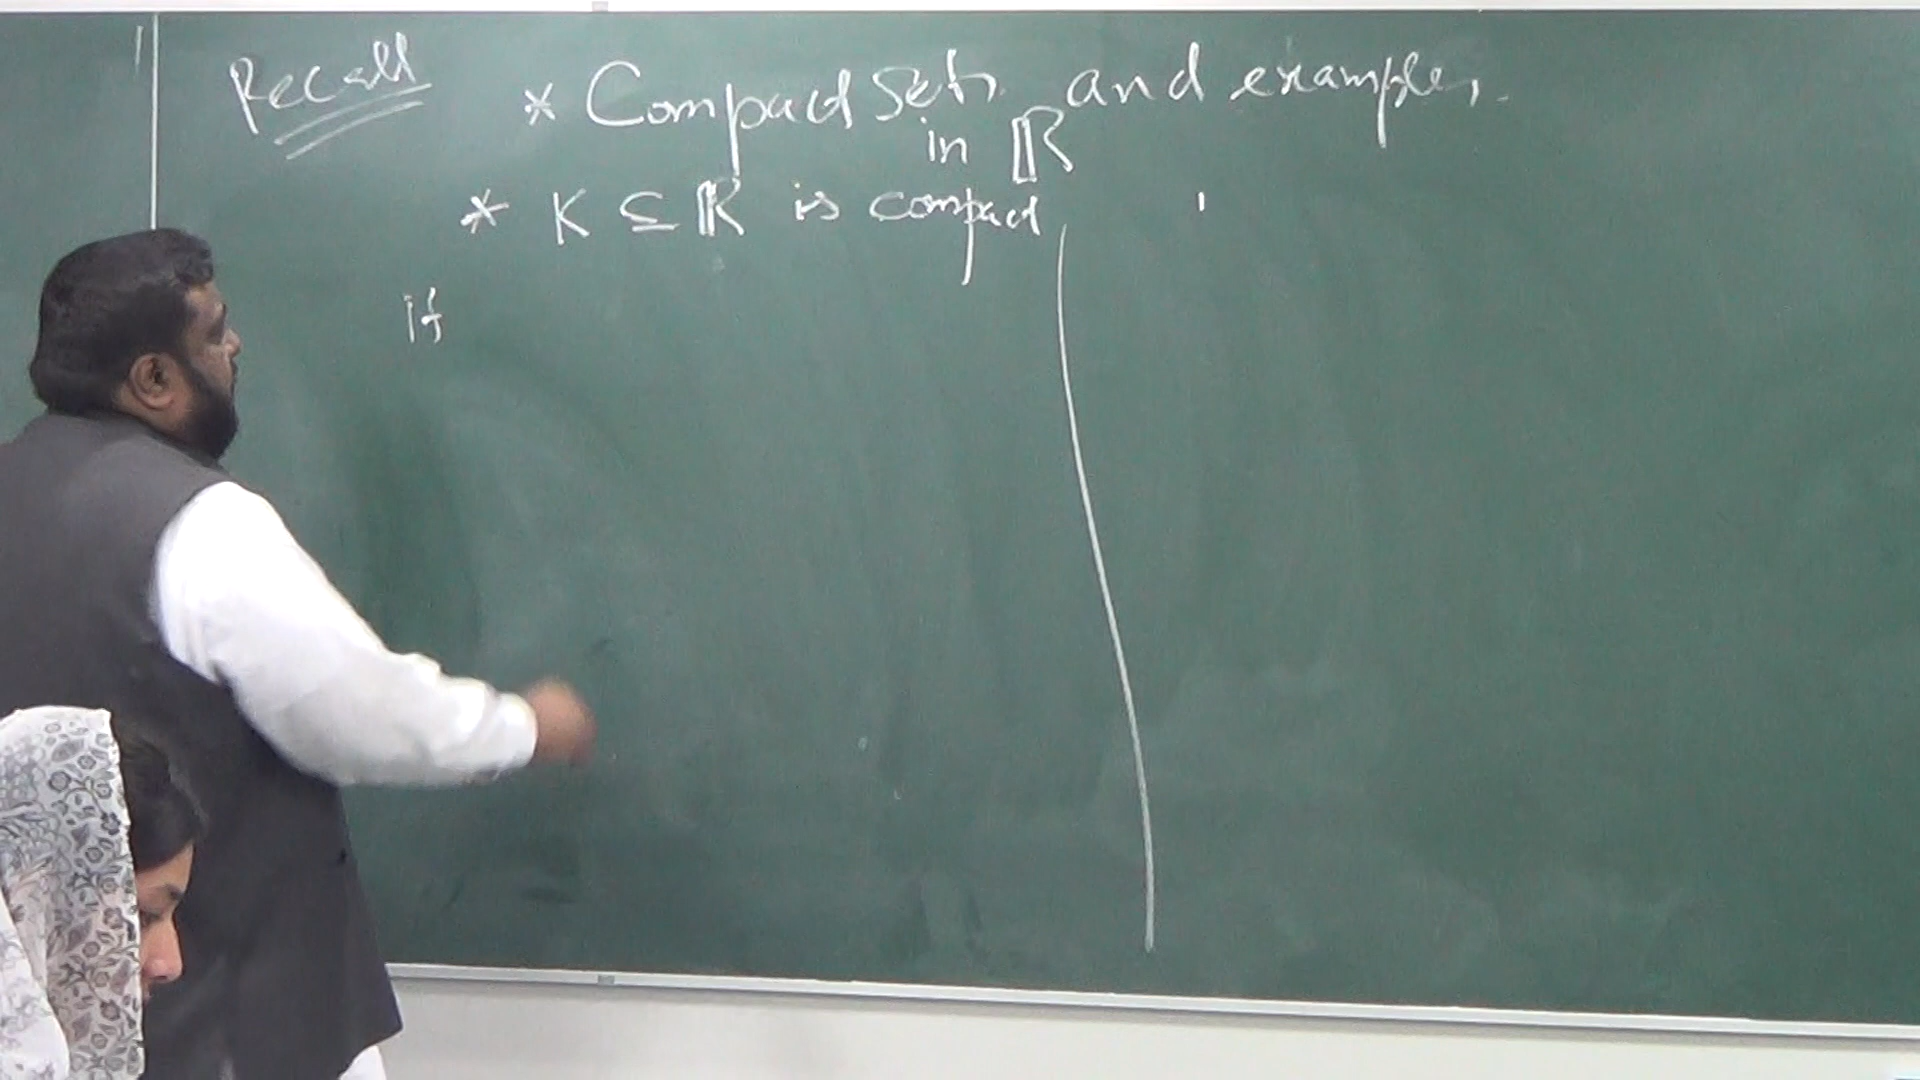 Recall * Compact Sets and examples.
in ℝ
* K ⊆ ℝ is compact
If